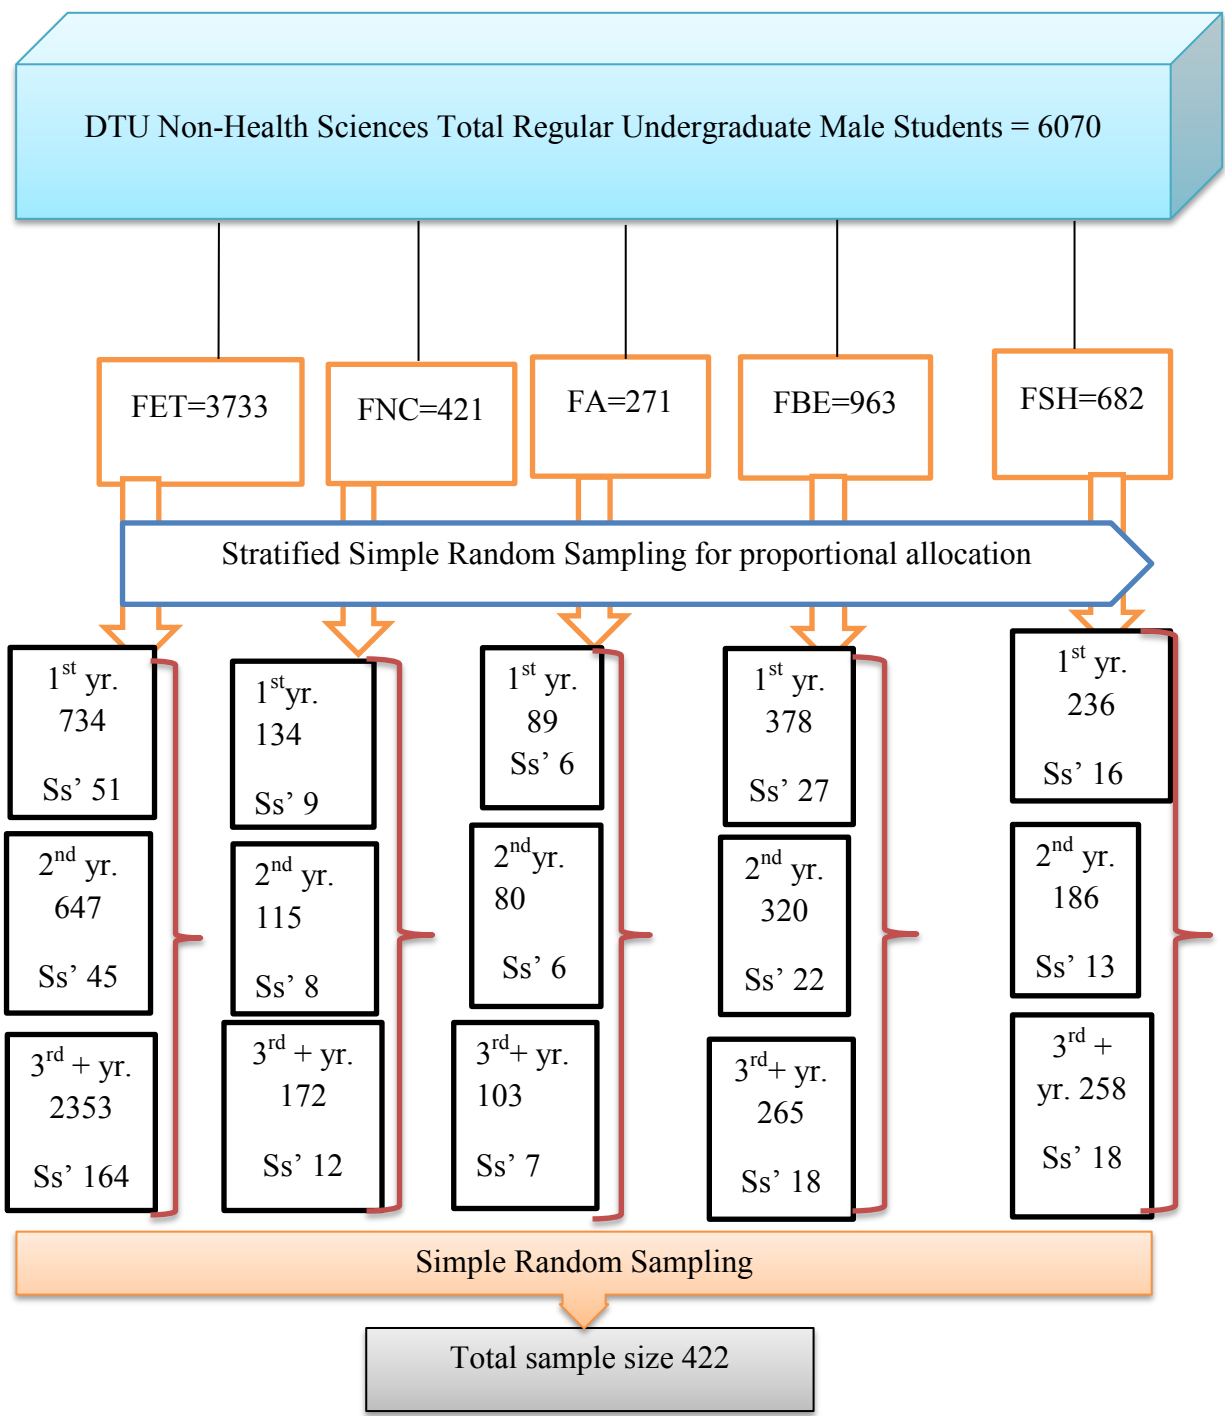 DTU Non-Health Sciences Total Regular Undergraduate Male Students = 6070
FET=3733
FNC=421
FA=271
FBE=963
FSH=682
Stratified Simple Random Sampling for proportional allocation
1st yr.
734
Ss’ 51
2nd yr.
647
Ss’ 45
3rd + yr.
2353
Ss’ 164
1styr.
134
Ss’ 9
2nd yr.
115
Ss’ 8
3rd + yr.
172
Ss’ 12
1st yr.
89
Ss’ 6
2ndyr.
80
Ss’ 6
3rd+ yr.
103
Ss’ 7
1st yr.
378
Ss’ 27
2nd yr.
320
Ss’ 22
3rd+ yr.
265
Ss’ 18
1st yr.
236
Ss’ 16
2nd yr.
186
Ss’ 13
3rd +
yr. 258
Ss’ 18
Simple Random Sampling
Total sample size 422